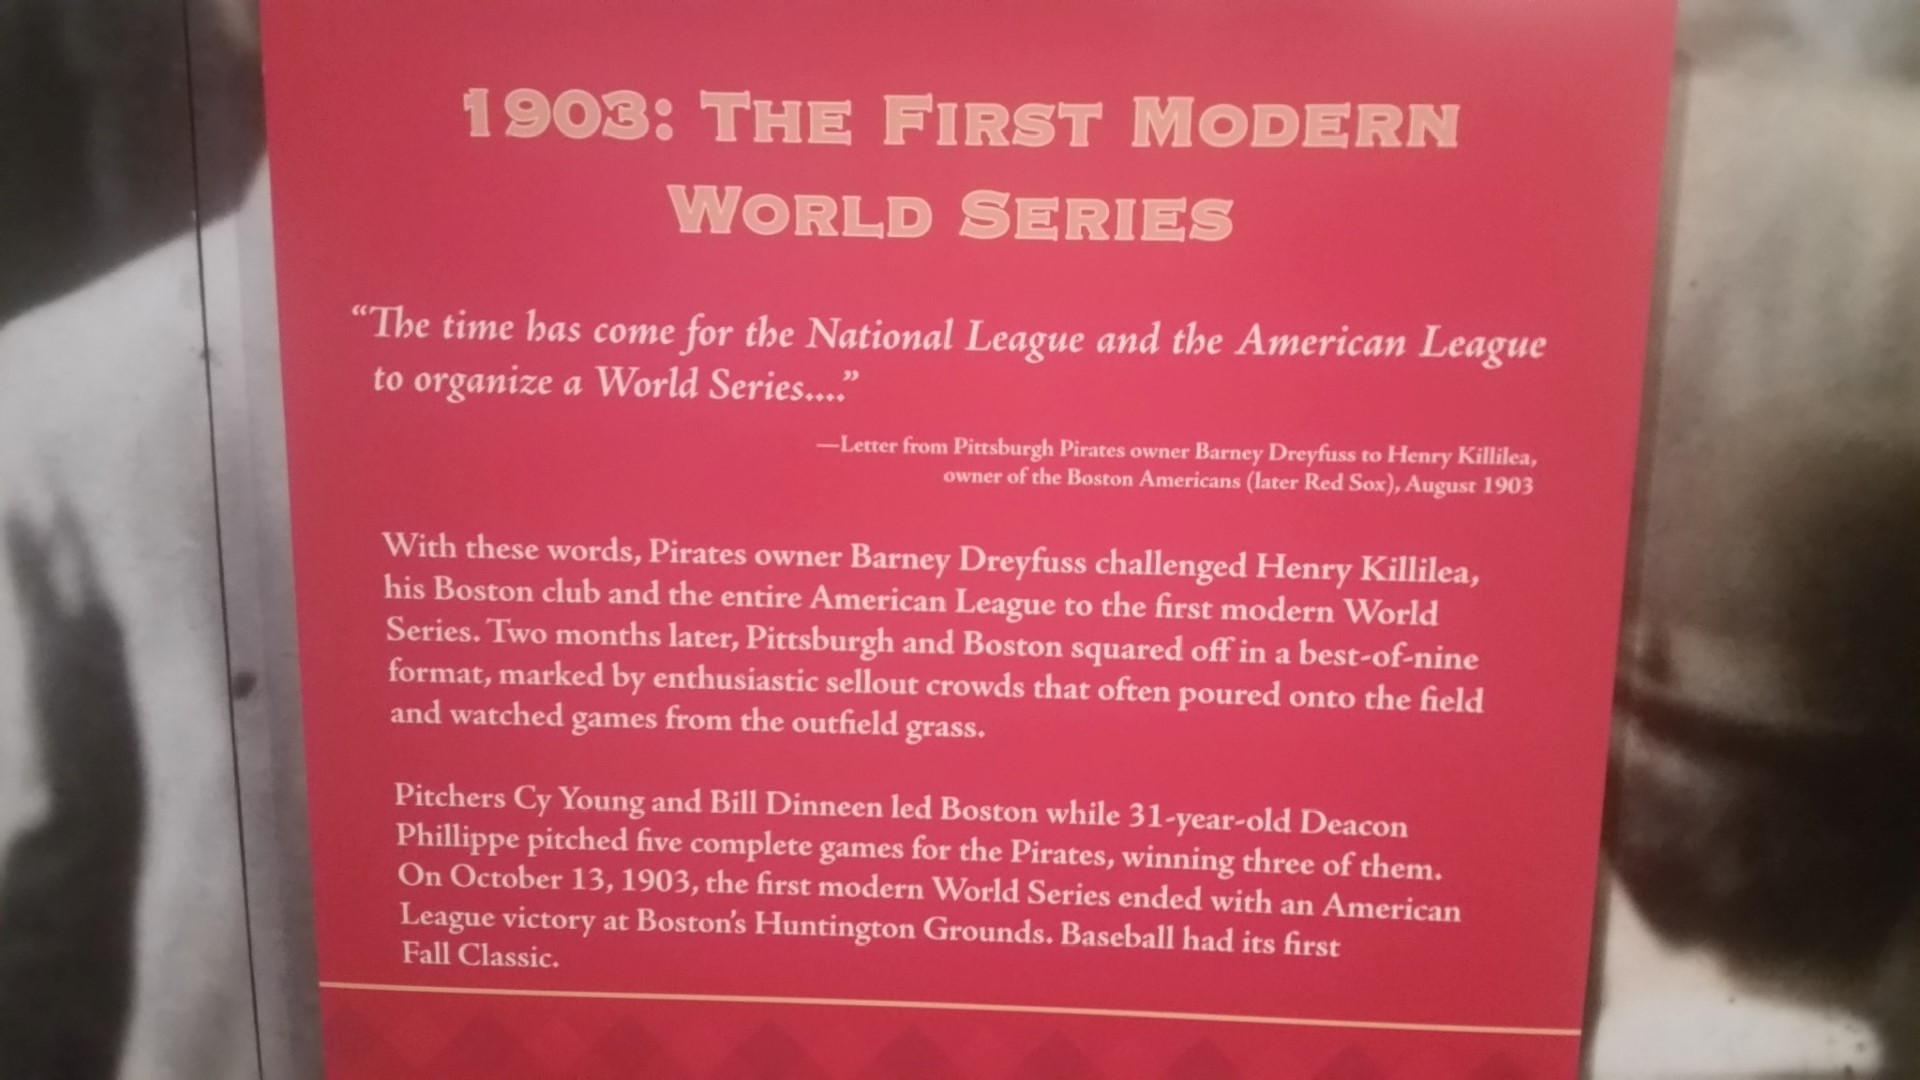 1903: The First Modern
World Series
“The time has come for the National League and the American League
to organize a World Series....”
—Letter from Pittsburgh Pirates owner Barney Dreyfuss to Henry Killilea,
owner of the Boston Americans (later Red Sox), August 1903
With these words, Pirates owner Barney Dreyfuss challenged Henry Killilea,
his Boston club and the entire American League to the first modern World
Series. Two months later, Pittsburgh and Boston squared off in a best-of-nine
format, marked by enthusiastic sellout crowds that often poured onto the field
and watched games from the outfield grass.
Pitchers Cy Young and Bill Dinneen led Boston while 31-year-old Deacon
Phillippe pitched five complete games for the Pirates, winning three of them.
On October 13, 1903, the first modern World Series ended with an American
League victory at Boston’s Huntington Grounds. Baseball had its first
Fall Classic.